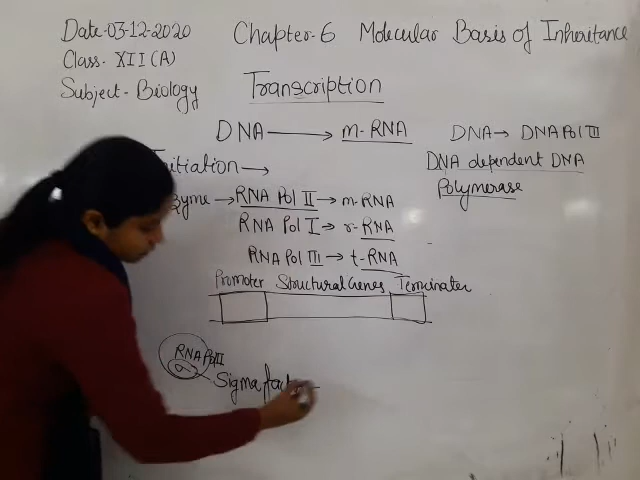 Date-03-12-2020
Chapter-6 Molecular Basis of Inheritance
Class- XII(A)
Subject- Biology
Transcription
DNA → m-RNA
DNA → DNA Pol III
DNA dependent DNA
Polymerase
Initiation →
→ RNA Pol II → m-RNA
RNA Pol I → r-RNA
RNA Pol III → t-RNA
Promoter Structural Genes Terminater
RNA Pol II
σ
Sigma